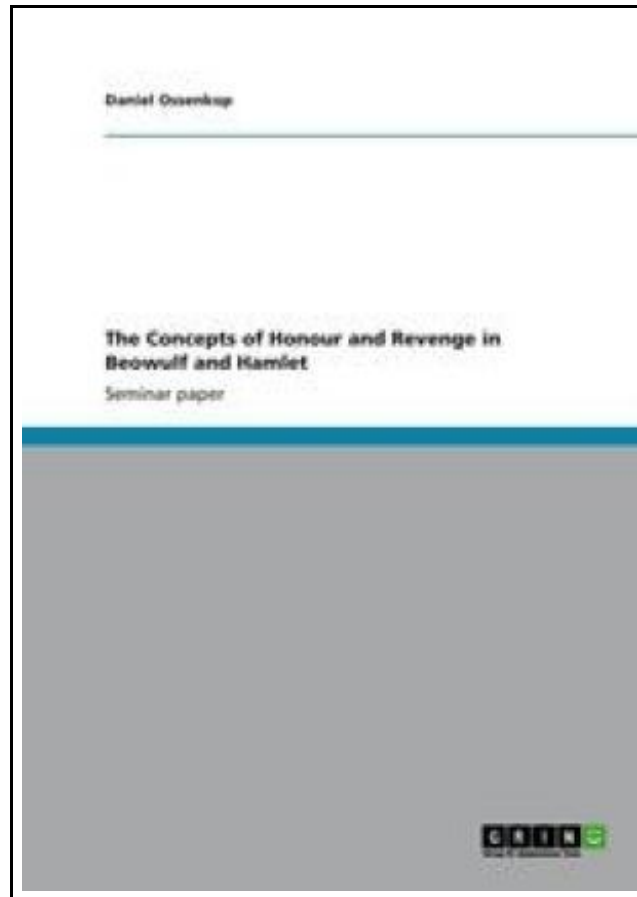 Daniel Ossenkop
The Concepts of Honour and Revenge in
Beowulf and Hamlet
Seminar paper
GRIN